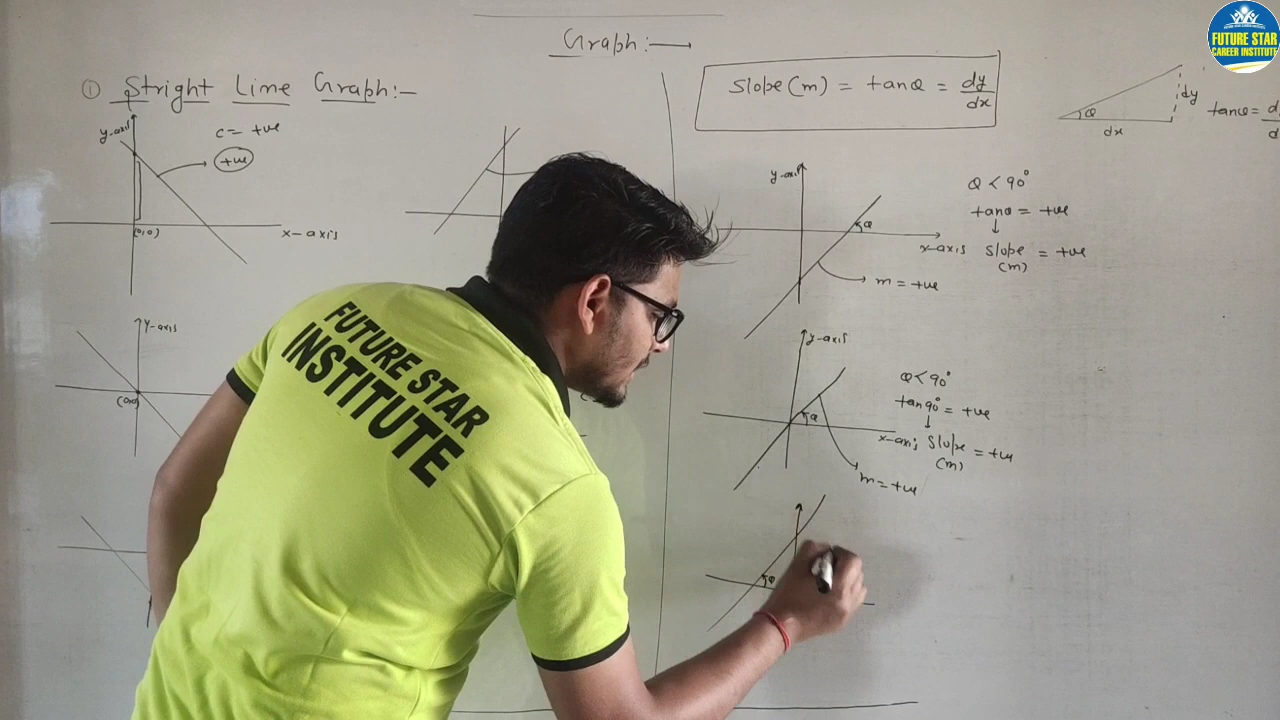 Graph:→
① Stright Line Graph:-
y-axis
c = +ve
+ve
(0,0)
x-axis
Y-axis
(0,0)
Slope(m) = tanθ = dy/dx
θ
dy
dx
tanθ=
y-axis
θ
x-axis
m = +ve
θ < 90°
tanθ = +ve
↓
Slope = +ve
(m)
y-axis
θ
x-axis
m = +ve
θ < 90°
tan90° = +ve
↓
Slope = +ve
(m)
θ
FUTURE STAR
INSTITUTE
FUTURE STAR
CAREER INSTITUTE